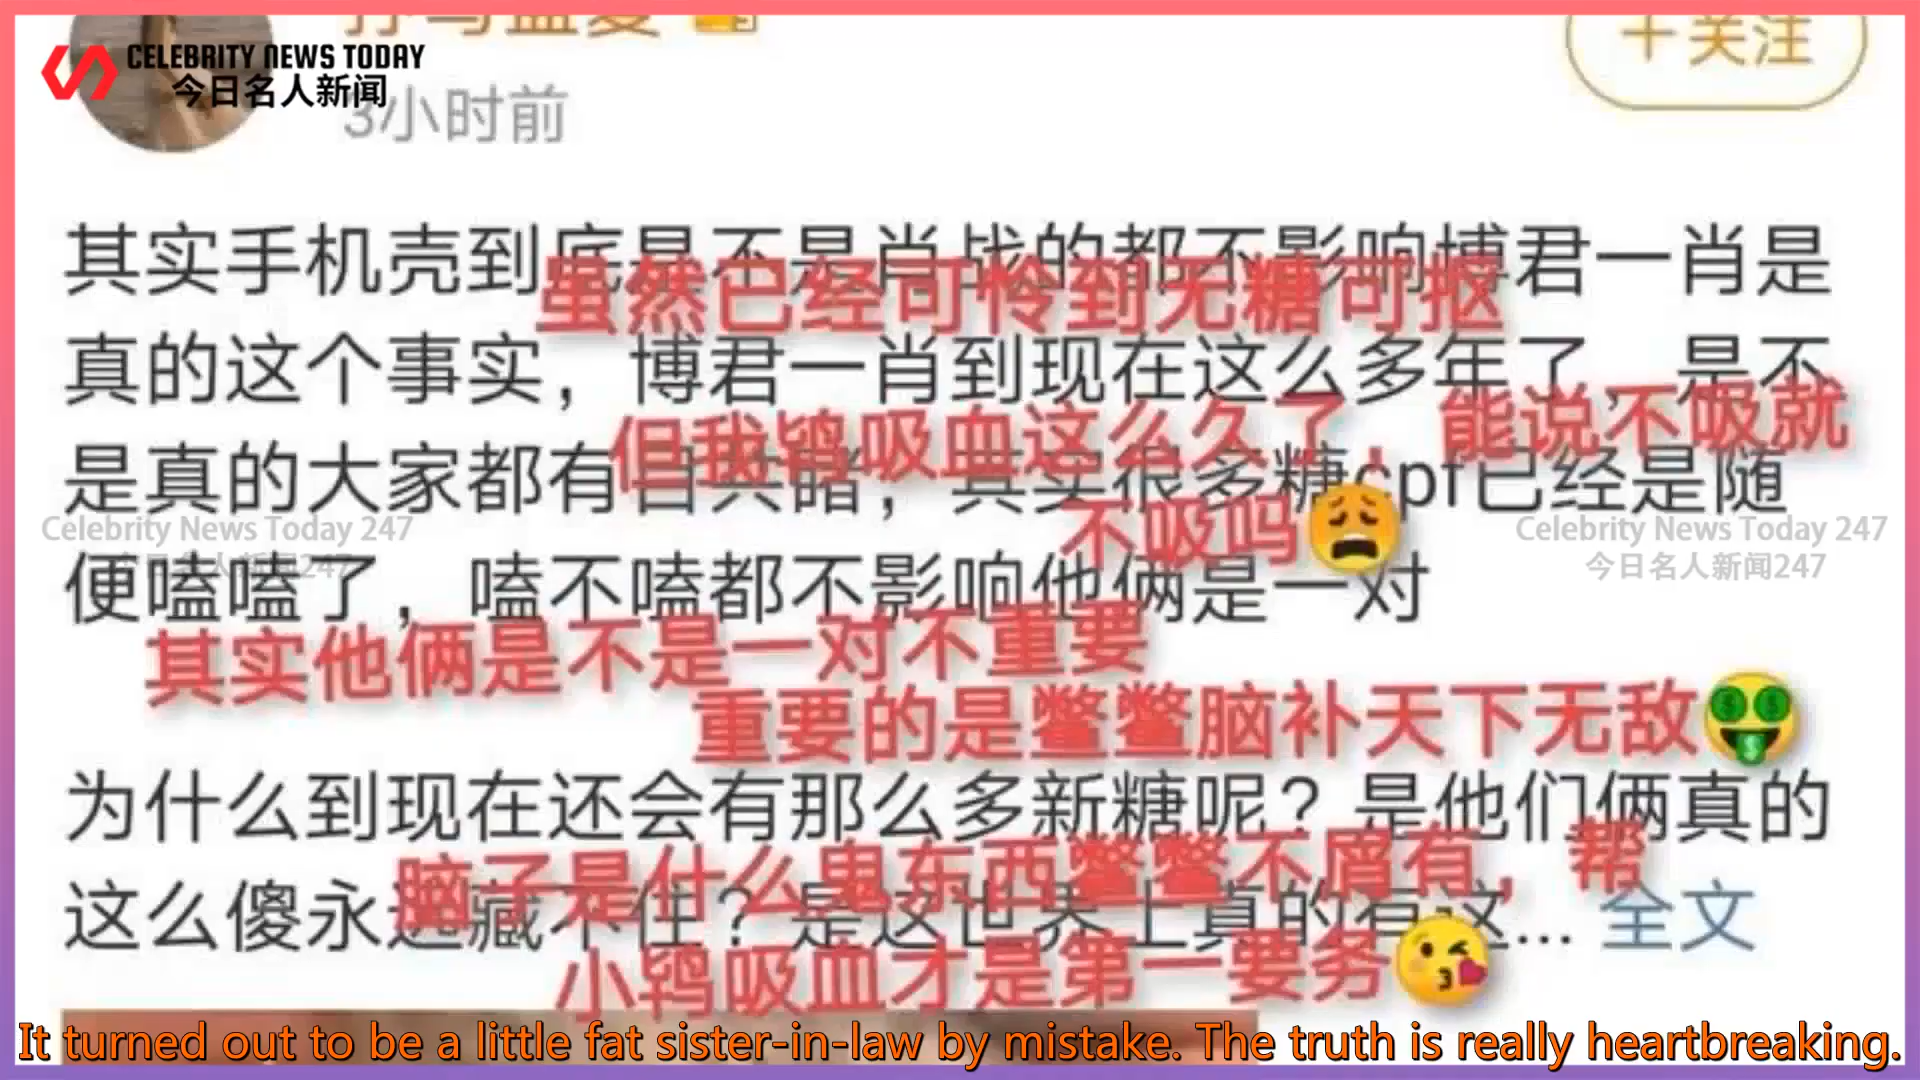 CELEBRITY NEWS TODAY
今日名人新闻
3小时前
+关注
其实手机壳到底是不是肖战的都不影响博君一肖是
虽然已经可怜到无糖可抠
真的这个事实，博君一肖到现在这么多年了，是不
但我鸨吸血这么久了，能说不吸就
是真的大家都有目共睹，其实很多糖cpf已经是随
不吸吗
Celebrity News Today 247
今日名人新闻247
Celebrity News Today 247
今日名人新闻247
便嗑嗑了，嗑不嗑都不影响他俩是一对
其实他俩是不是一对不重要
重要的是鳖鳖脑补天下无敌
为什么到现在还会有那么多新糖呢？是他们俩真的
脑子是什么鬼东西鳖鳖不屑有，帮
这么傻永远藏不住？是这世界上真的有这... 全文
小鸨吸血才是第一要务
It turned out to be a little fat sister-in-law by mistake. The truth is really heartbreaking.